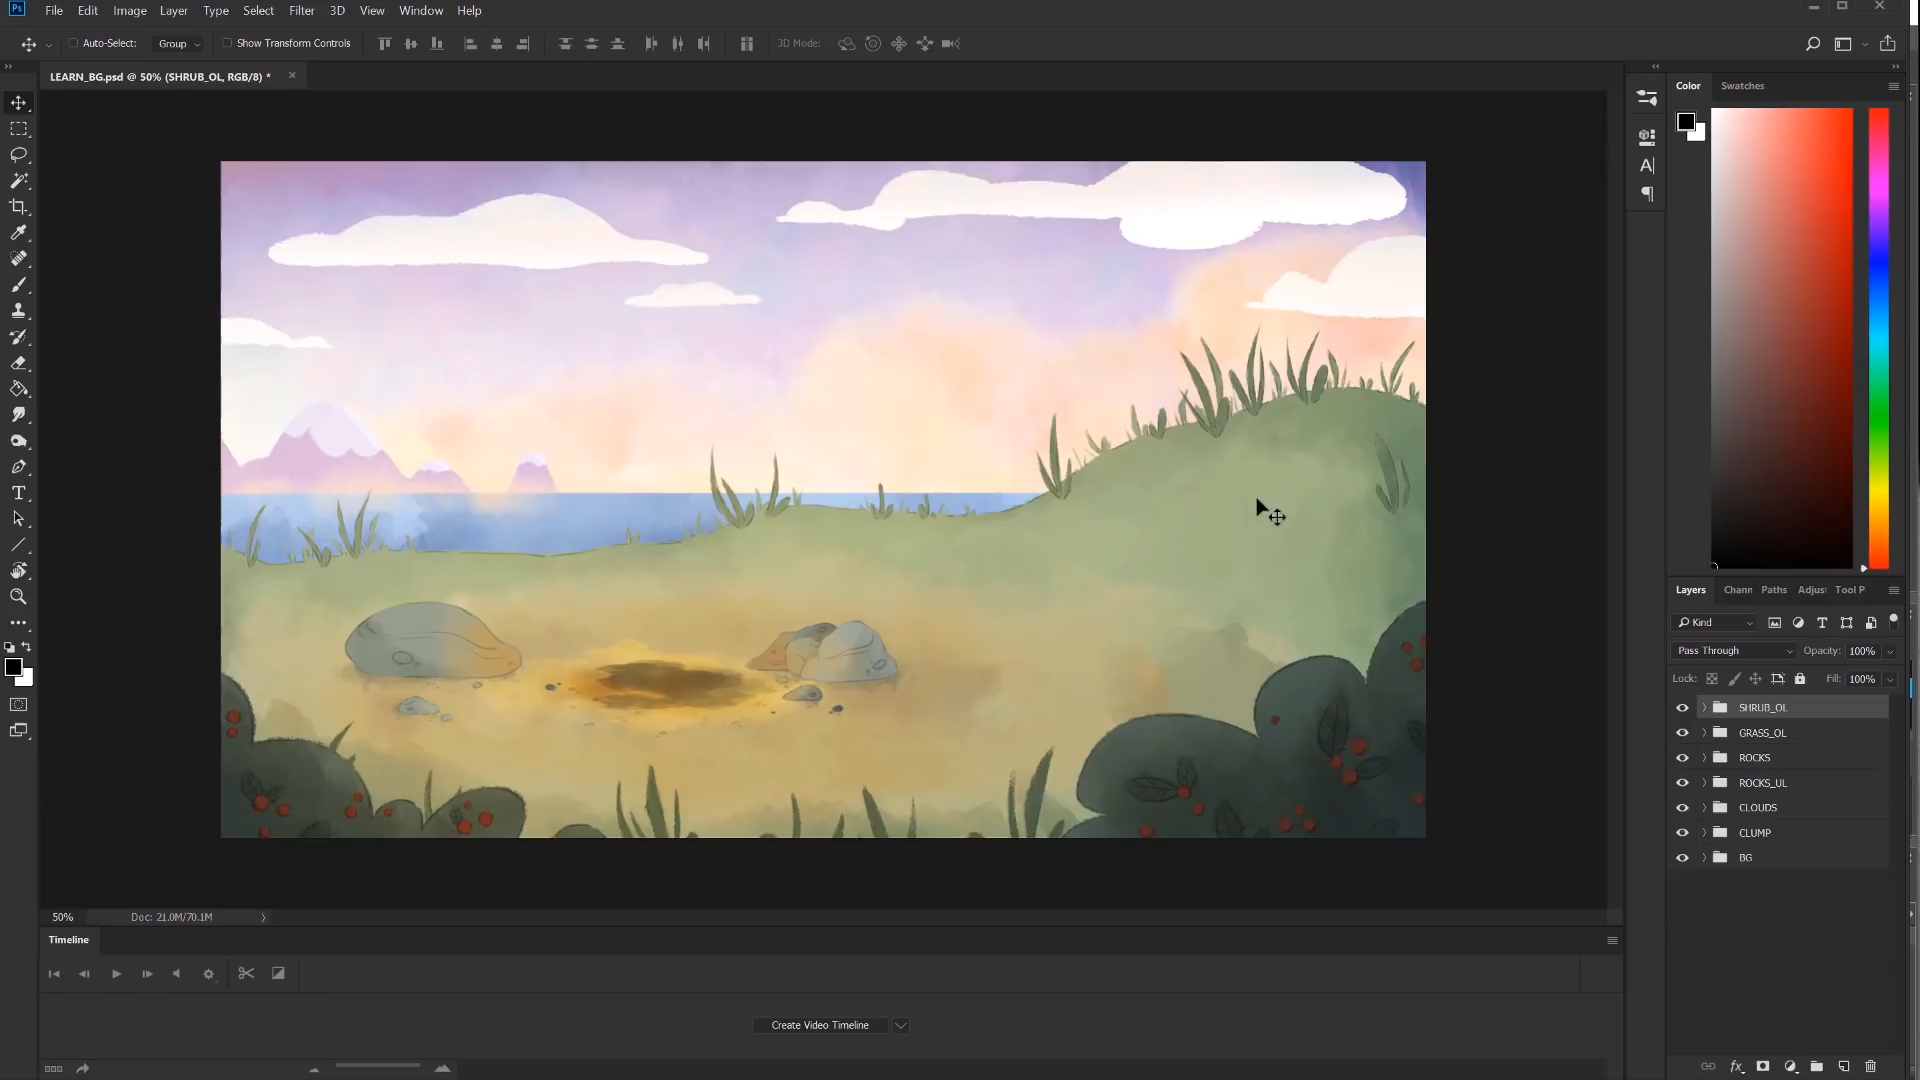 Ps File Edit Image Layer Type Select Filter 3D View Window Help
Auto-Select: Group Show Transform Controls 3D Mode:
LEARN_BG.psd @ 50% (SHRUB_OL, RGB/8) *
Color Swatches
Layers Chann Paths Adjus Tool P
Kind
Pass Through Opacity: 100%
Lock: Fill: 100%
SHRUB_OL
GRASS_OL
ROCKS
ROCKS_UL
CLOUDS
CLUMP
BG
50% Doc: 21.0M/70.1M
Timeline
Create Video Timeline